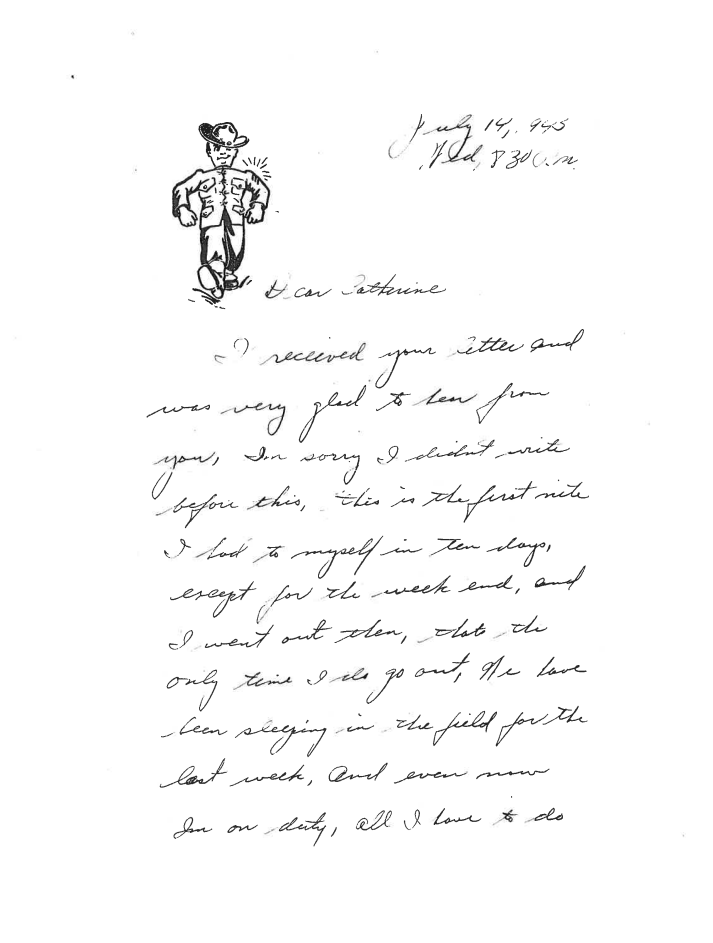 July 14, 945
Wed, 830 P.m.
Dear Catherine
I received your letter and
was very glad to hear from
you, Im sorry I didn't write
before this, this is the first nite
I had to myself in ten days,
except for the week end, and
I went out then, thats the
only time I do go out, We have
been sleeping in the field for the
last week, and even now
Im on duty, all I have to do